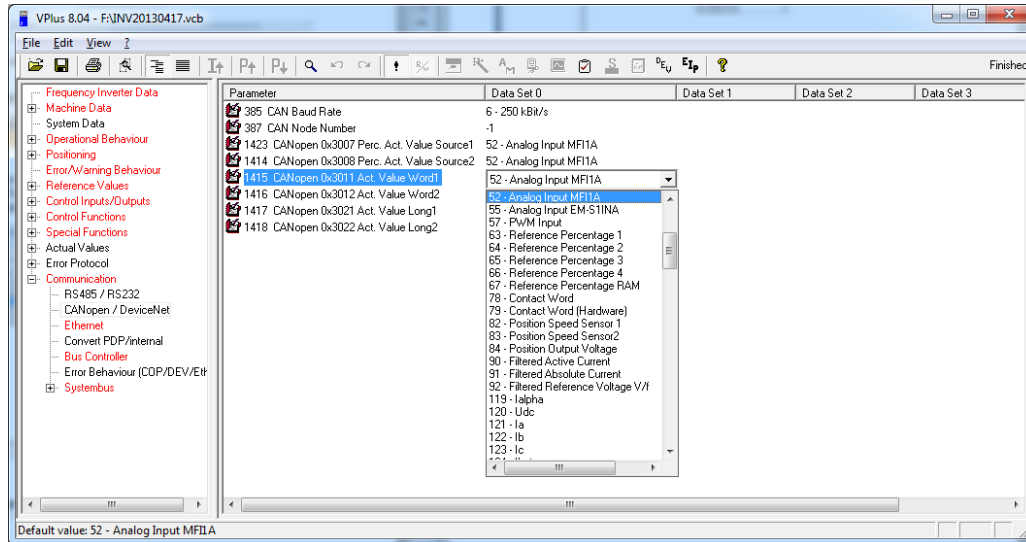 VPlus 8.04 - F:\INV20130417.vcb
File Edit View ?
Finished
Frequency Inverter Data
Machine Data
System Data
Operational Behaviour
Positioning
Error/Warning Behaviour
Reference Values
Control Inputs/Outputs
Control Functions
Special Functions
Actual Values
Error Protocol
Communication
RS485 / RS232
CANopen / DeviceNet
Ethernet
Convert PDP/internal
Bus Controller
Error Behaviour (COP/DEV/Eth
Systembus
Parameter Data Set 0 Data Set 1 Data Set 2 Data Set 3
385 CAN Baud Rate 6 - 250 kBit/s
387 CAN Node Number -1
1423 CANopen 0x3007 Perc. Act. Value Source1 52 - Analog Input MFI1A
1414 CANopen 0x3008 Perc. Act. Value Source2 52 - Analog Input MFI1A
1415 CANopen 0x3011 Act. Value Word1 52 - Analog Input MFI1A
1416 CANopen 0x3012 Act. Value Word2
1417 CANopen 0x3021 Act. Value Long1
1418 CANopen 0x3022 Act. Value Long2
52 - Analog Input MFI1A
55 - Analog Input EM-S1INA
57 - PWM Input
63 - Reference Percentage 1
64 - Reference Percentage 2
65 - Reference Percentage 3
66 - Reference Percentage 4
67 - Reference Percentage RAM
78 - Contact Word
79 - Contact Word (Hardware)
82 - Position Speed Sensor 1
83 - Position Speed Sensor2
84 - Position Output Voltage
90 - Filtered Active Current
91 - Filtered Absolute Current
92 - Filtered Reference Voltage V/f
119 - Ialpha
120 - Udc
121 - Ia
122 - Ib
123 - Ic
Default value: 52 - Analog Input MFI1A